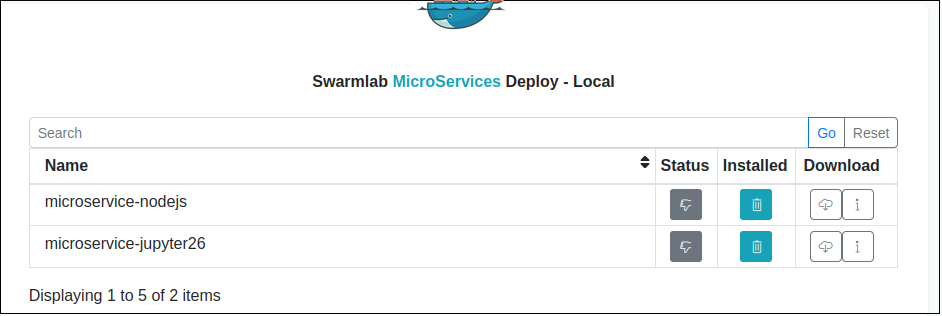 Swarmlab MicroServices Deploy - Local
Search Go Reset
Name Status Installed Download
microservice-nodejs
microservice-jupyter26
Displaying 1 to 5 of 2 items